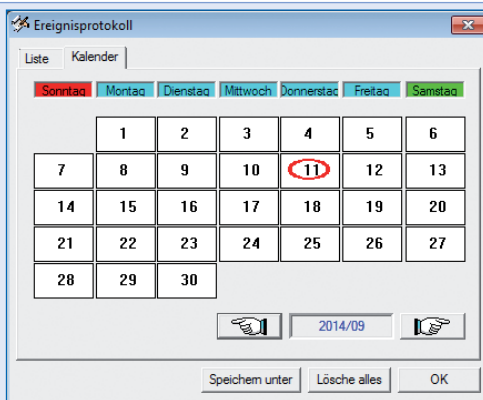 Ereignisprotokoll
Liste Kalender
Sonntag Montag Dienstag Mittwoch Donnerstag Freitag Samstag
1 2 3 4 5 6
7 8 9 10 11 12 13
14 15 16 17 18 19 20
21 22 23 24 25 26 27
28 29 30
2014/09
Speichern unter Lösche alles OK